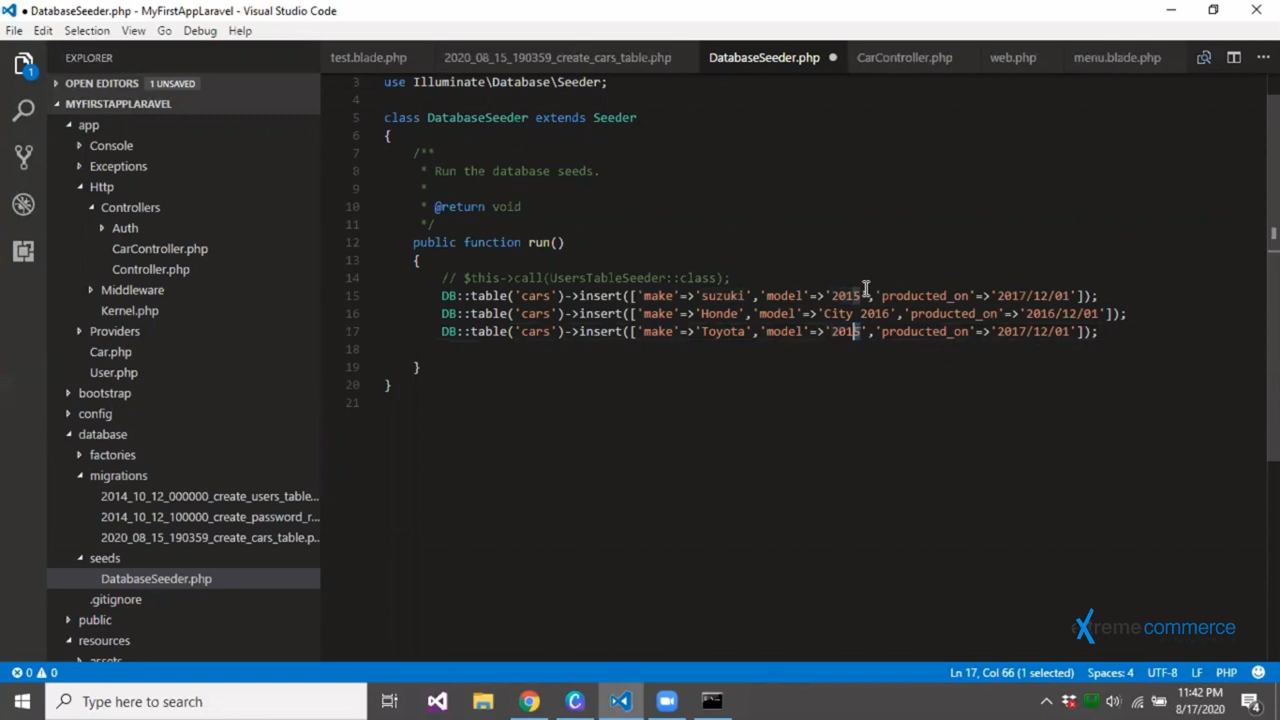 DatabaseSeeder.php - MyFirstAppLaravel - Visual Studio Code
File Edit Selection View Go Debug Help
EXPLORER
test.blade.php 2020_08_15_190359_create_cars_table.php DatabaseSeeder.php CarController.php web.php menu.blade.php
1
OPEN EDITORS 1 UNSAVED
MYFIRSTAPPLARAVEL
app
Console
Exceptions
Http
Controllers
Auth
CarController.php
Controller.php
Middleware
Kernel.php
Providers
Car.php
User.php
bootstrap
config
database
factories
migrations
2014_10_12_000000_create_users_table...
2014_10_12_100000_create_password_r...
2020_08_15_190359_create_cars_table.p...
seeds
DatabaseSeeder.php
.gitignore
public
resources
assets
3 use Illuminate\Database\Seeder;
4
5 class DatabaseSeeder extends Seeder
6 {
7 /**
8 * Run the database seeds.
9 *
10 * @return void
11 */
12 public function run()
13 {
14 // $this->call(UsersTableSeeder::class);
15 DB::table('cars')->insert(['make'=>'suzuki','model'=>'2015','producted_on'=>'2017/12/01']);
16 DB::table('cars')->insert(['make'=>'Honde','model'=>'City 2016','producted_on'=>'2016/12/01']);
17 DB::table('cars')->insert(['make'=>'Toyota','model'=>'2015','producted_on'=>'2017/12/01']);
18
19 }
20 }
21
extreme commerce
0 0 Ln 17, Col 66 (1 selected) Spaces: 4 UTF-8 LF PHP
Type here to search
11:42 PM
8/17/2020
4